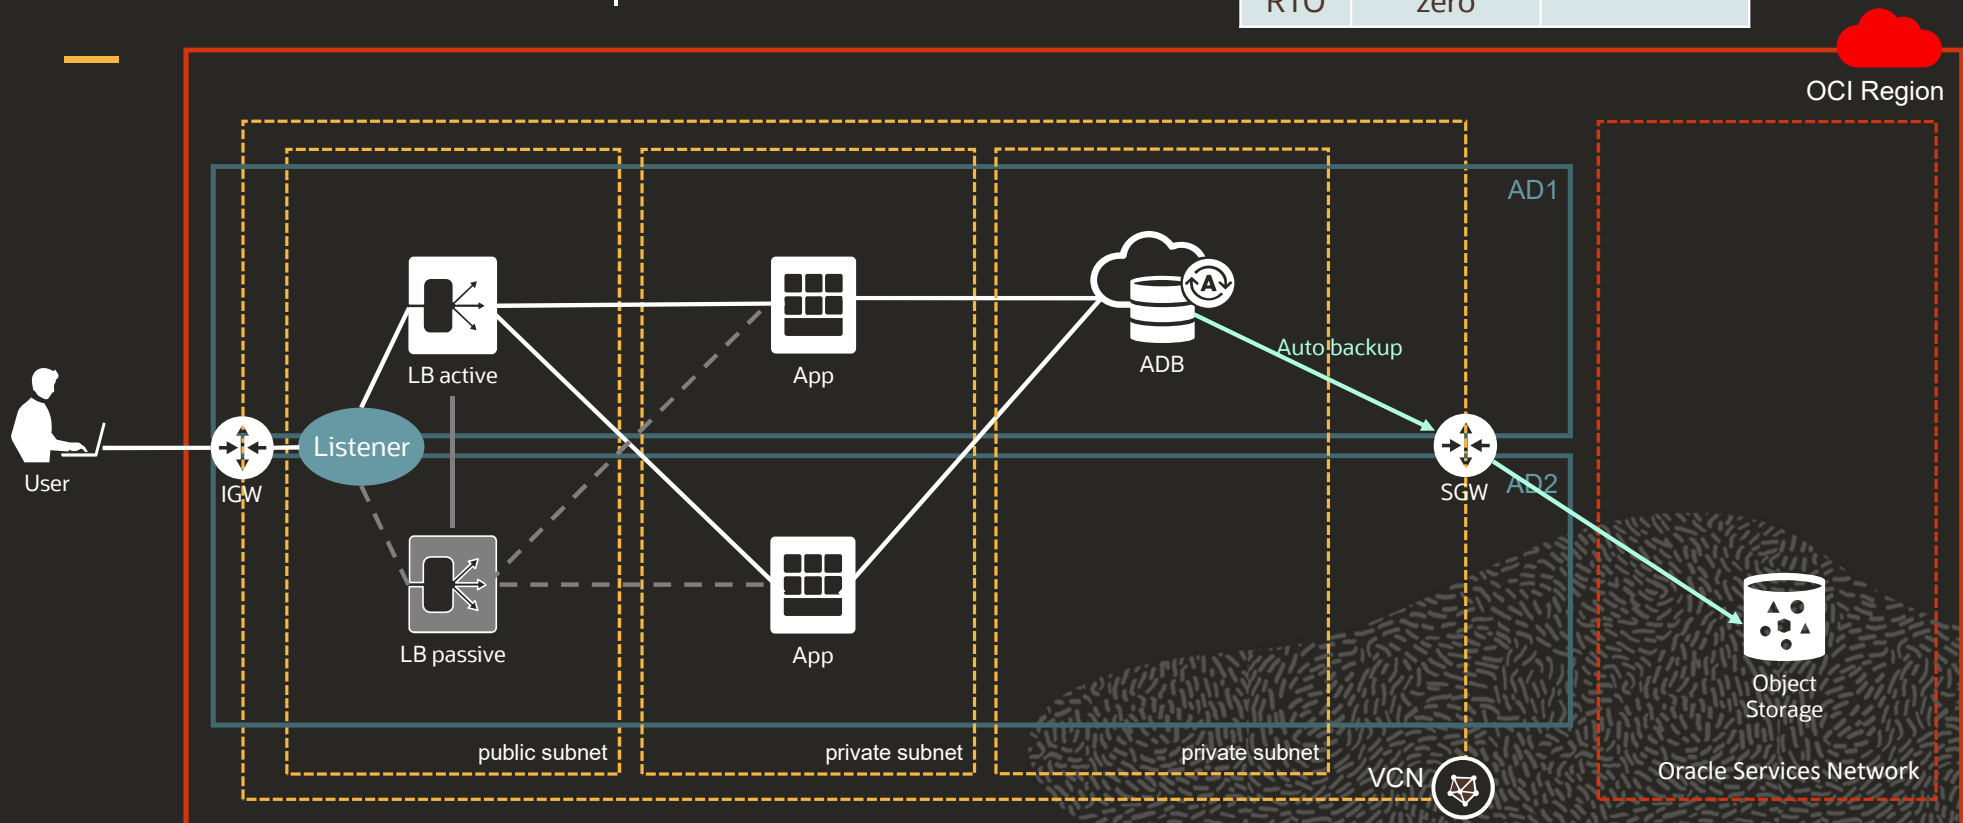 RTO
zero
OCI Region
AD1
LB active
App
ADB
Auto backup
User
IGW
Listener
SGW
AD2
LB passive
App
Object
Storage
public subnet
private subnet
private subnet
VCN
Oracle Services Network
A